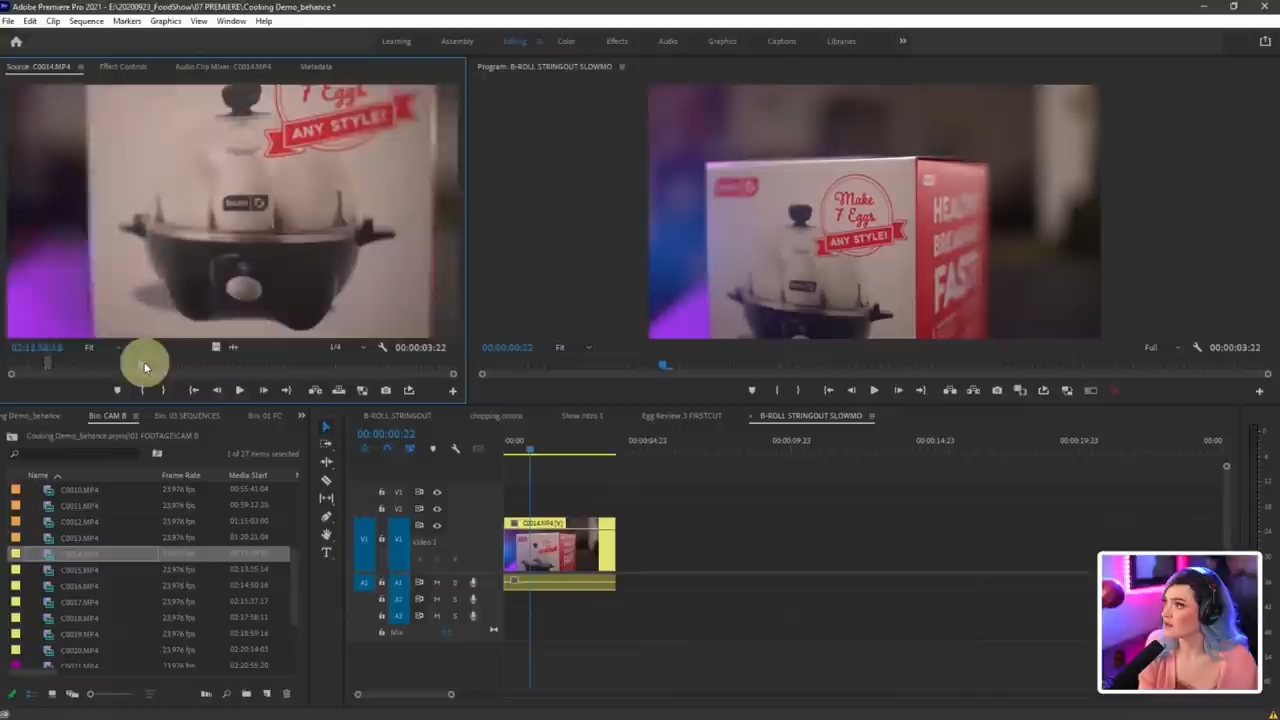 Adobe Premiere Pro 2021 - E:\20200923_FoodShow\07 PREMIERE\Cooking Demo_behance *
File Edit Clip Sequence Markers Graphics View Window Help
Learning Assembly Editing Color Effects Audio Graphics Captions Libraries
Source: C0014.MP4 Effect Controls Audio Clip Mixer: C0014.MP4 Metadata
Program: B-ROLL STRINGOUT SLOWMO
7 Eggs
ANY STYLE!
Make
7 Eggs
ANY STYLE!
FAST
Fit 1/4 00:00:03:22
00:00:00:22 Fit Full 00:00:03:22
ng Demo_behance Bin: CAM B Bin: 03 SEQUENCES Bin: 01 FC
Cooking Demo_behance.prproj\01 FOOTAGE\CAM B
1 of 27 items selected
Name Frame Rate Media Start
C0010.MP4 23.976 fps 00:55:41:04
C0011.MP4 23.976 fps 00:59:12:20
C0012.MP4 23.976 fps 01:15:03:00
C0013.MP4 23.976 fps 01:20:21:04
C0015.MP4 23.976 fps 02:13:35:14
C0016.MP4 23.976 fps 02:14:50:16
C0017.MP4 23.976 fps 02:15:37:17
C0018.MP4 23.976 fps 02:17:58:11
C0019.MP4 23.976 fps 02:18:59:16
C0020.MP4 23.976 fps 02:20:14:03
C0021.MP4 23.976 fps 02:20:55:20
B-ROLL STRINGOUT chopping onions Show Intro 1 Egg Review 3 FIRSTCUT × B-ROLL STRINGOUT SLOWMO
00:00:00:22
:00:00 00:00:04:23 00:00:09:23 00:00:14:23 00:00:19:23 00:00
V3
V2
V1 V1 Video 1
C0014.MP4 [V]
A1 A1 M S
A2 M S
A3 M S
Mix